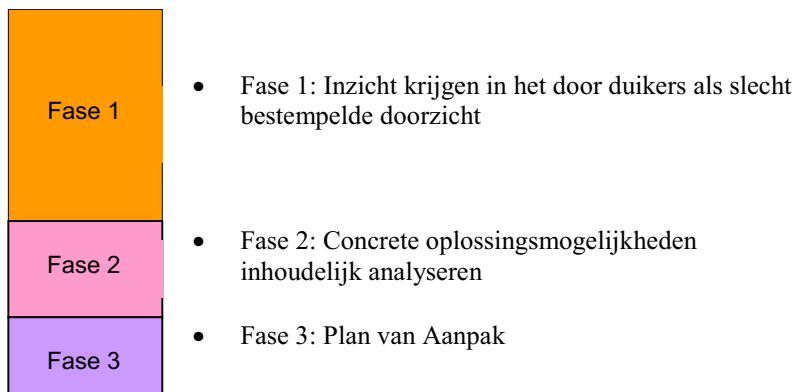 Fase 1
• Fase 1: Inzicht krijgen in het door duikers als slecht
bestempelde doorzicht
Fase 2
• Fase 2: Concrete oplossingsmogelijkheden
inhoudelijk analyseren
Fase 3
• Fase 3: Plan van Aanpak